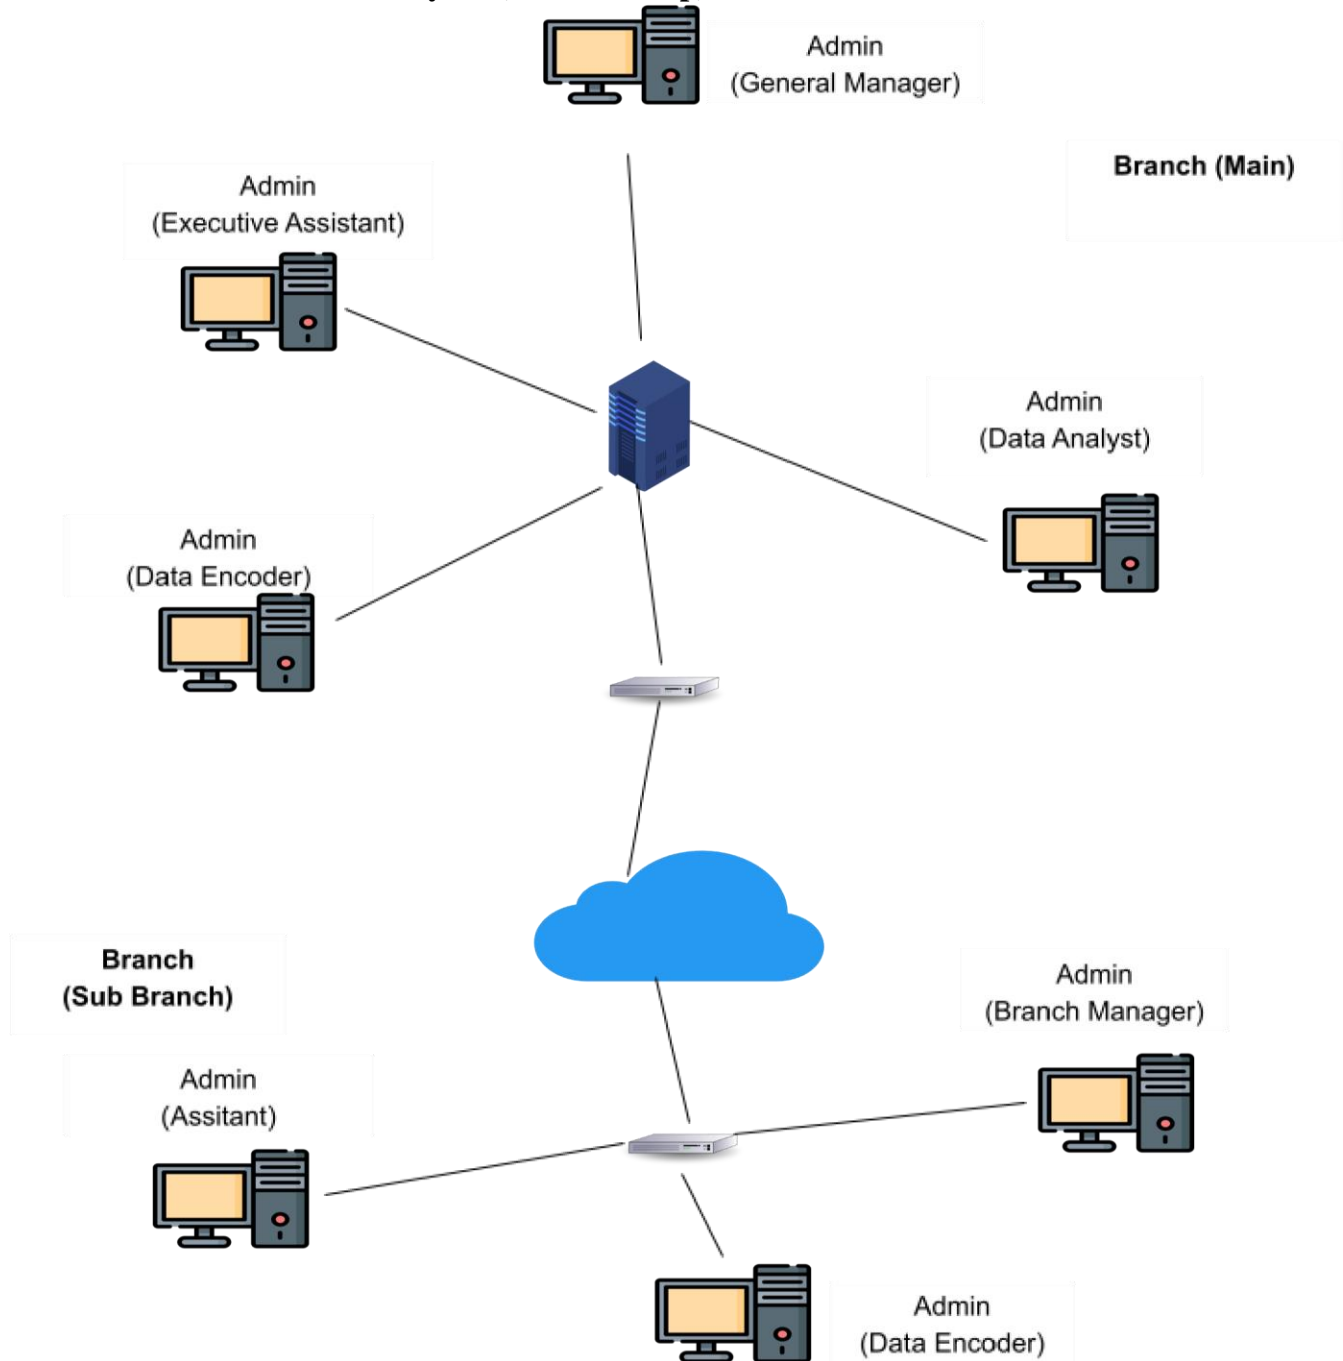 Admin
(General Manager)
Branch (Main)
Admin
(Executive Assistant)
Admin
(Data Analyst)
Admin
(Data Encoder)
Branch
(Sub Branch)
Admin
(Branch Manager)
Admin
(Assitant)
Admin
(Data Encoder)